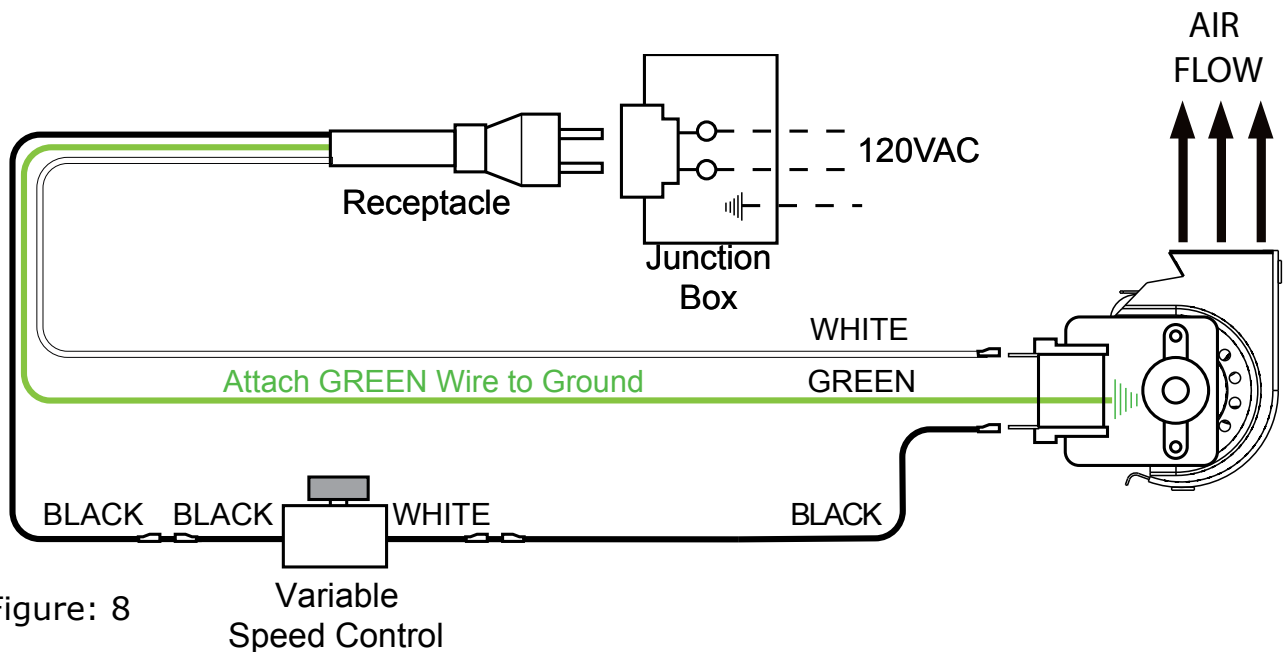 AIR
FLOW
120VAC
Receptacle
Junction
Box
WHITE
Attach GREEN Wire to Ground
GREEN
BLACK
BLACK
WHITE
BLACK
Variable
Speed Control
igure: 8